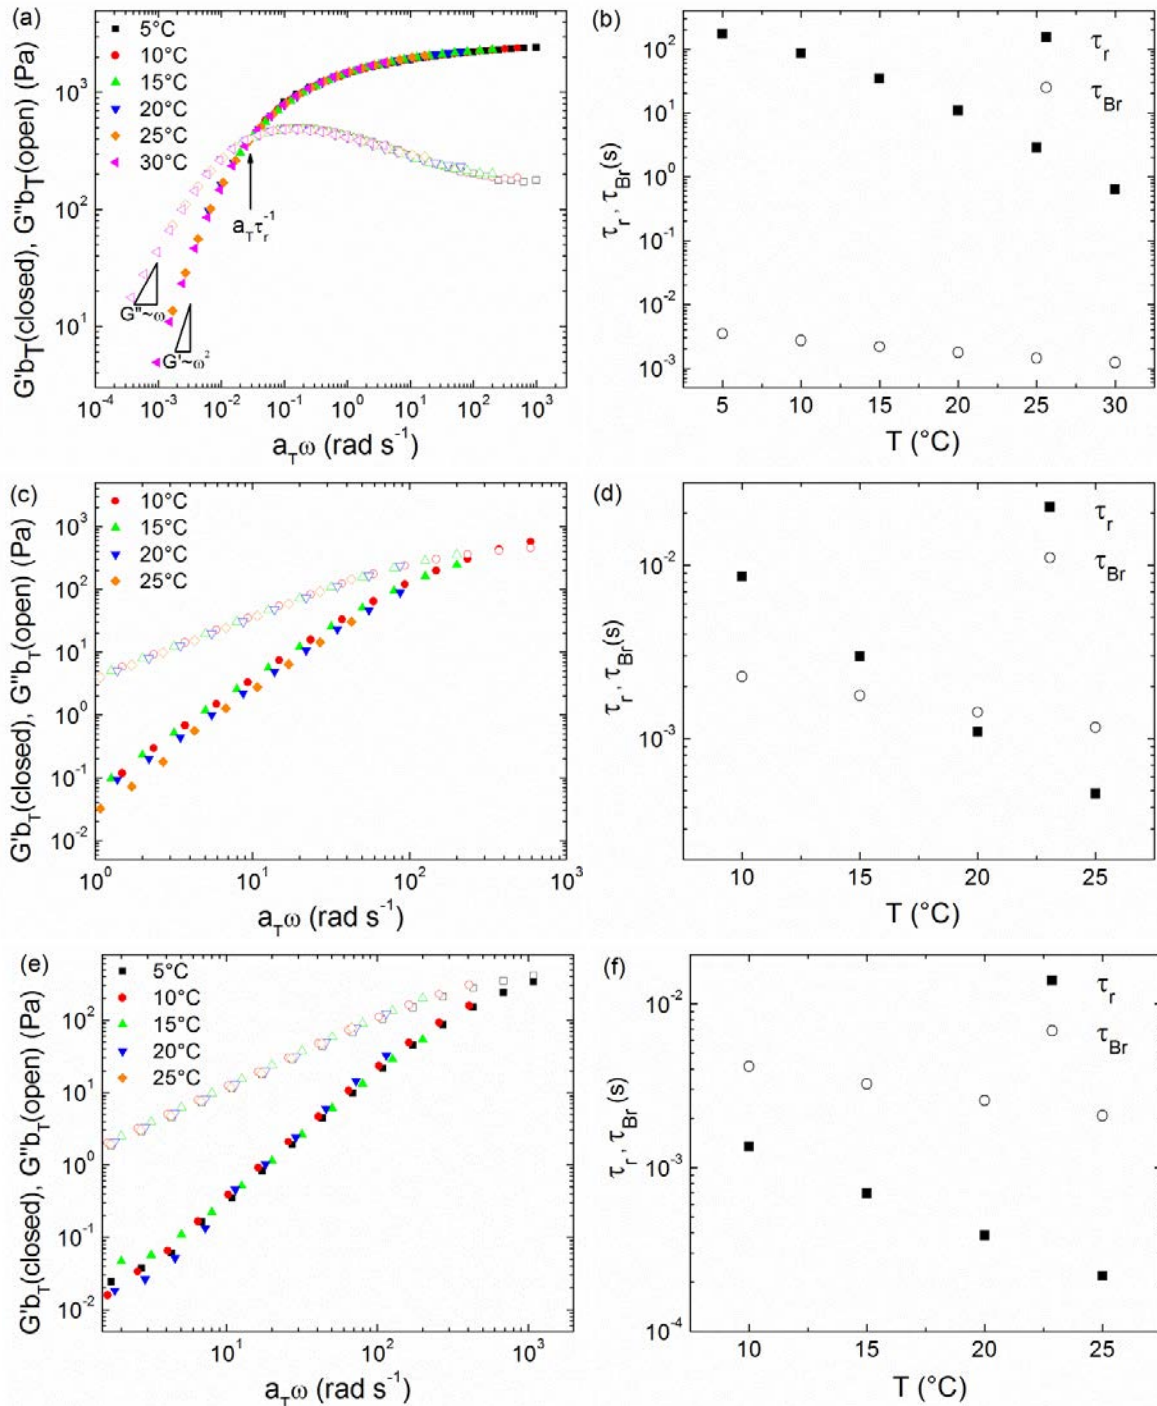 (a)
5°C
10°C
15°C
20°C
25°C
30°C
a_Tτ_r^-1
G''~ω
G'~ω^2
10^3
10^2
10^1
G'b_T(closed), G''b_T(open) (Pa)
10^-4 10^-3 10^-2 10^-1 10^0 10^1 10^2 10^3
a_Tω (rad s^-1)
(b)
τ_r
τ_Br
10^2
10^1
10^0
10^-1
10^-2
10^-3
τ_r, τ_Br(s)
5 10 15 20 25 30
T (°C)
(c)
10°C
15°C
20°C
25°C
10^3
10^2
10^1
10^0
10^-1
10^-2
G'b_T(closed), G''b_T(open) (Pa)
10^0 10^1 10^2 10^3
a_Tω (rad s^-1)
(d)
τ_r
τ_Br
10^-2
10^-3
τ_r, τ_Br(s)
10 15 20 25
T (°C)
(e)
5°C
10°C
15°C
20°C
25°C
10^2
10^1
10^0
10^-1
10^-2
G'b_T(closed), G''b_T(open) (Pa)
10^1 10^2 10^3
a_Tω (rad s^-1)
(f)
τ_r
τ_Br
10^-2
10^-3
10^-4
τ_r, τ_Br(s)
10 15 20 25
T (°C)